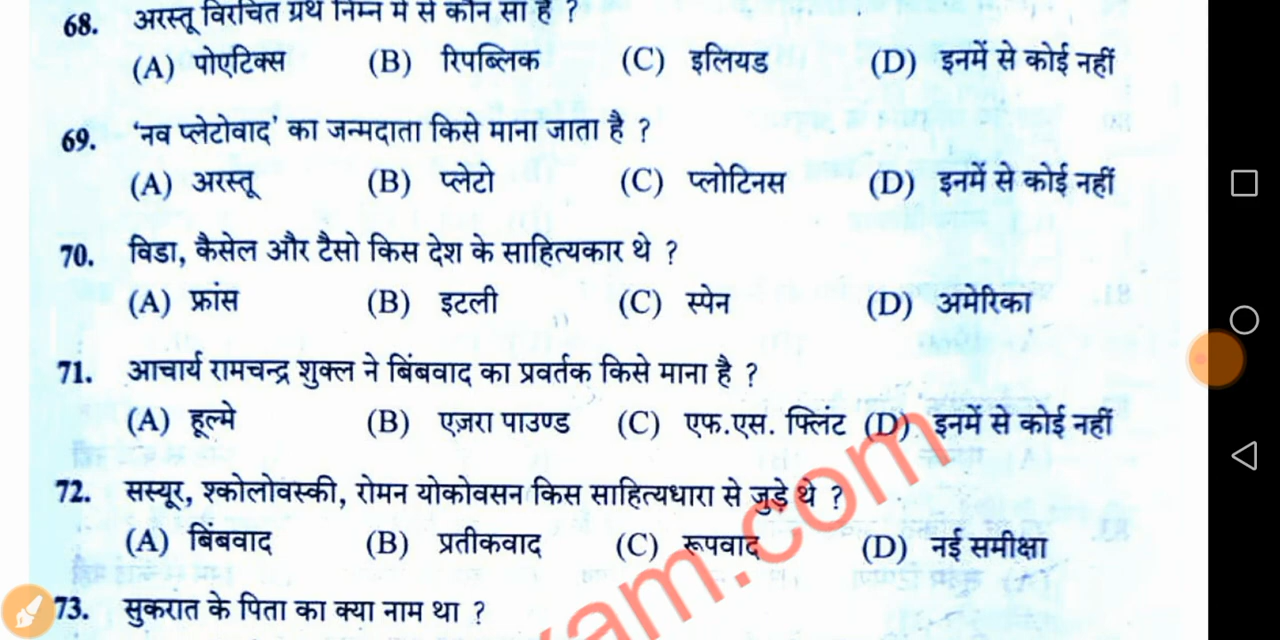 68. अरस्तू विरचित ग्रंथ निम्न में से कौन सा है ?
(A) पोएटिक्स (B) रिपब्लिक (C) इलियड (D) इनमें से कोई नहीं
69. ‘नव प्लेटोवाद’ का जन्मदाता किसे माना जाता है ?
(A) अरस्तू (B) प्लेटो (C) प्लोटिनस (D) इनमें से कोई नहीं
70. विडा, कैसेल और टैसो किस देश के साहित्यकार थे ?
(A) फ्रांस (B) इटली (C) स्पेन (D) अमेरिका
71. आचार्य रामचन्द्र शुक्ल ने बिंबवाद का प्रवर्तक किसे माना है ?
(A) हूल्मे (B) एज़रा पाउण्ड (C) एफ.एस. फ्लिंट (D) इनमें से कोई नहीं
72. सस्यूर, श्कोलोवस्की, रोमन योकोवसन किस साहित्यधारा से जुड़े थे ?
(A) बिंबवाद (B) प्रतीकवाद (C) रूपवाद (D) नई समीक्षा
73. सुकरात के पिता का क्या नाम था ?
am.com